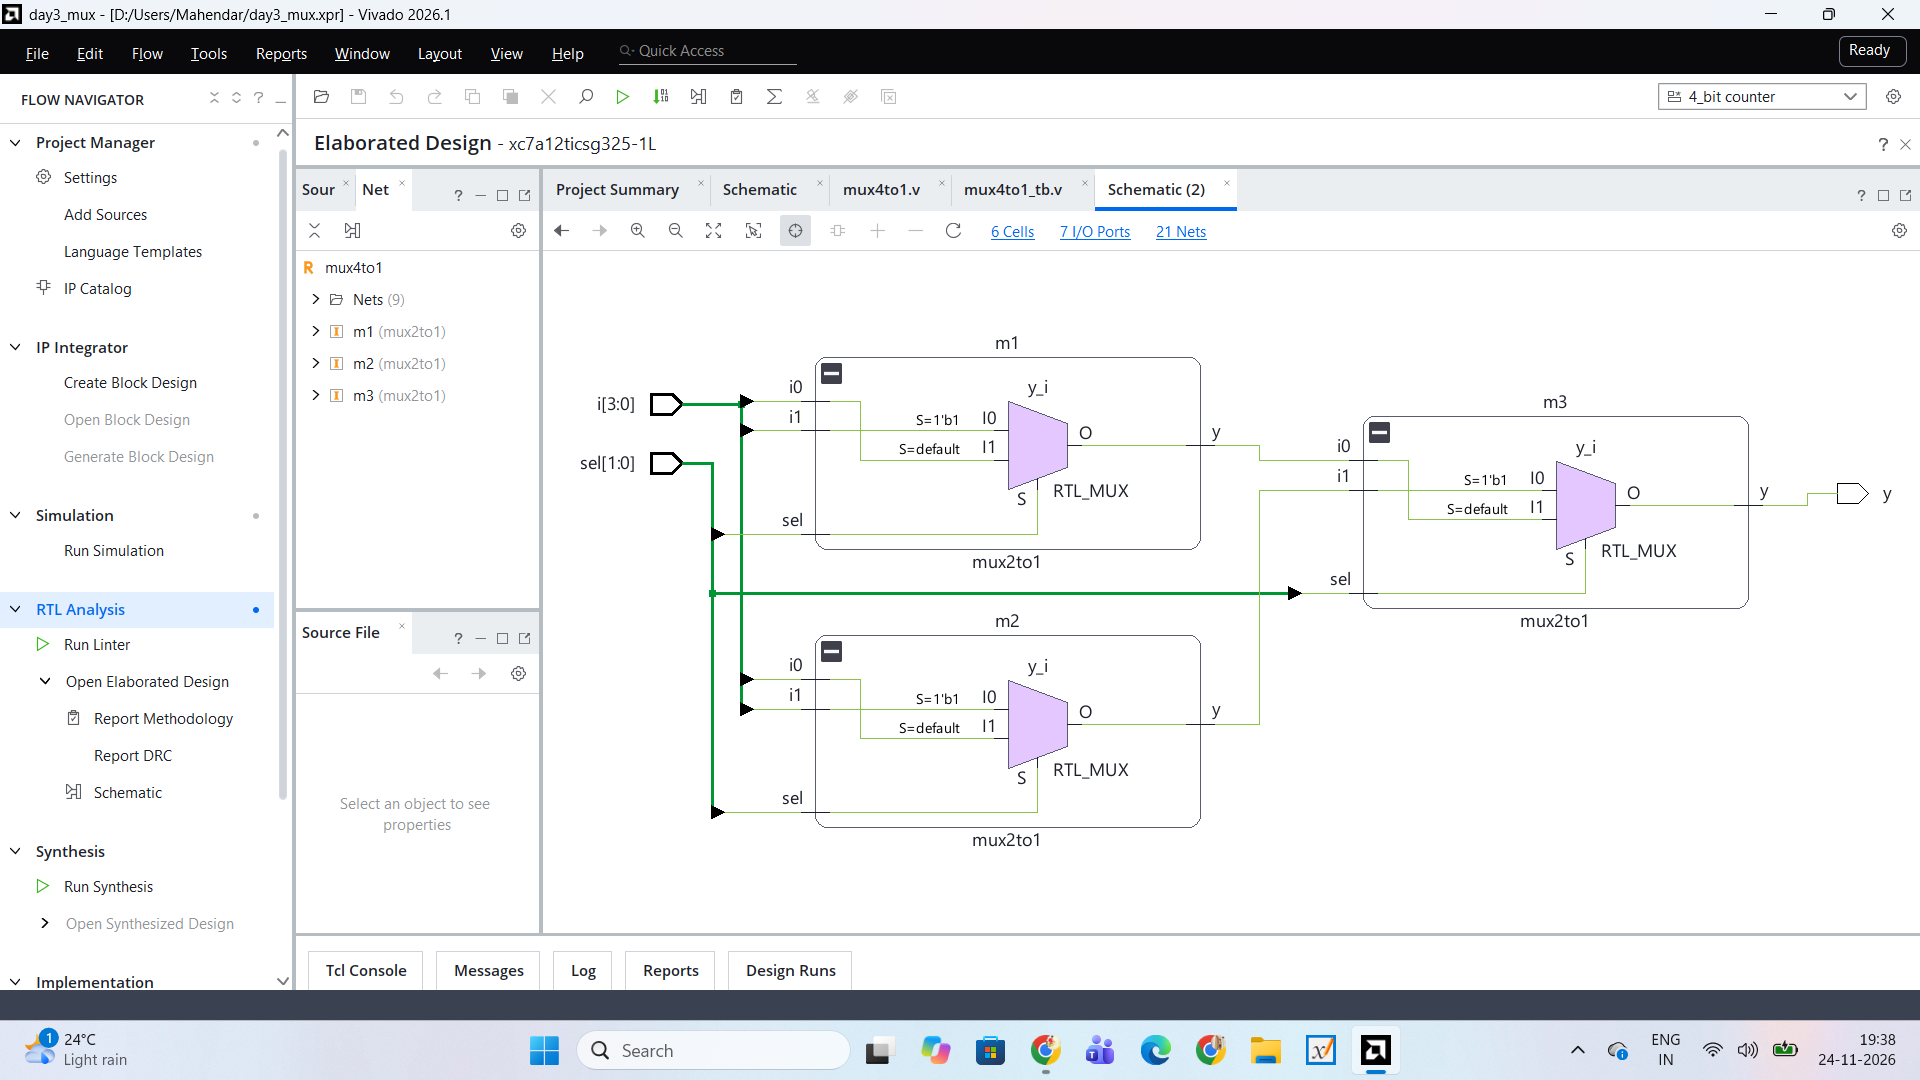 day3_mux - [D:/Users/Mahendar/day3_mux.xpr] - Vivado 2026.1
File Edit Flow Tools Reports Window Layout View Help Quick Access Ready
FLOW NAVIGATOR
4_bit counter
Project Manager
Settings
Add Sources
Language Templates
IP Catalog
IP Integrator
Create Block Design
Open Block Design
Generate Block Design
Simulation
Run Simulation
RTL Analysis
Run Linter
Open Elaborated Design
Report Methodology
Report DRC
Schematic
Synthesis
Run Synthesis
Open Synthesized Design
Implementation
Elaborated Design - xc7a12ticsg325-1L
Sour Net
mux4to1
Nets (9)
m1 (mux2to1)
m2 (mux2to1)
m3 (mux2to1)
Source File
Select an object to see
properties
Project Summary Schematic mux4to1.v mux4to1_tb.v Schematic (2)
6 Cells 7 I/O Ports 21 Nets
i[3:0]
sel[1:0]
m1
i0
i1
sel
y_i
S=1'b1 I0
S=default I1
O
S
RTL_MUX
y
mux2to1
m2
i0
i1
sel
y_i
S=1'b1 I0
S=default I1
O
S
RTL_MUX
y
mux2to1
m3
i0
i1
sel
y_i
S=1'b1 I0
S=default I1
O
S
RTL_MUX
y
mux2to1
y
Tcl Console Messages Log Reports Design Runs
1
24°C
Light rain
Search
ENG
IN
19:38
24-11-2026